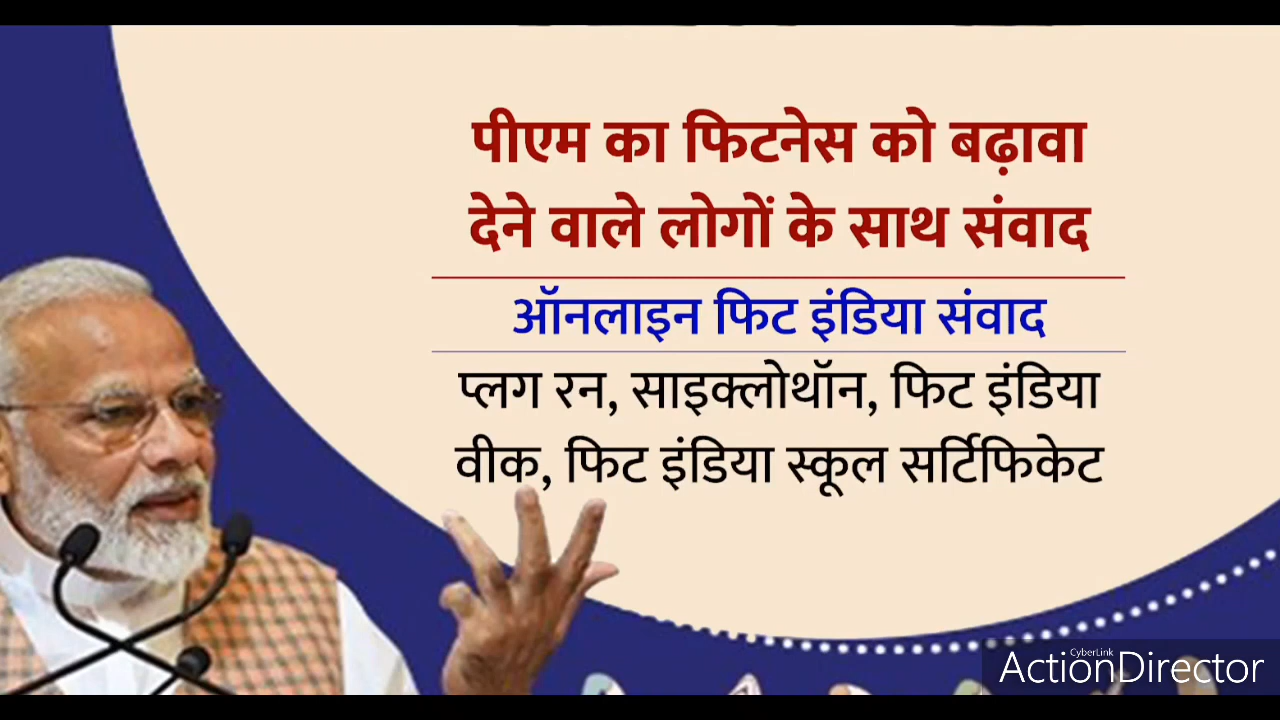 पीएम का फिटनेस को बढ़ावा
देने वाले लोगों के साथ संवाद
ऑनलाइन फिट इंडिया संवाद
प्लग रन, साइक्लोथॉन, फिट इंडिया
वीक, फिट इंडिया स्कूल सर्टिफिकेट
CyberLink
ActionDirector